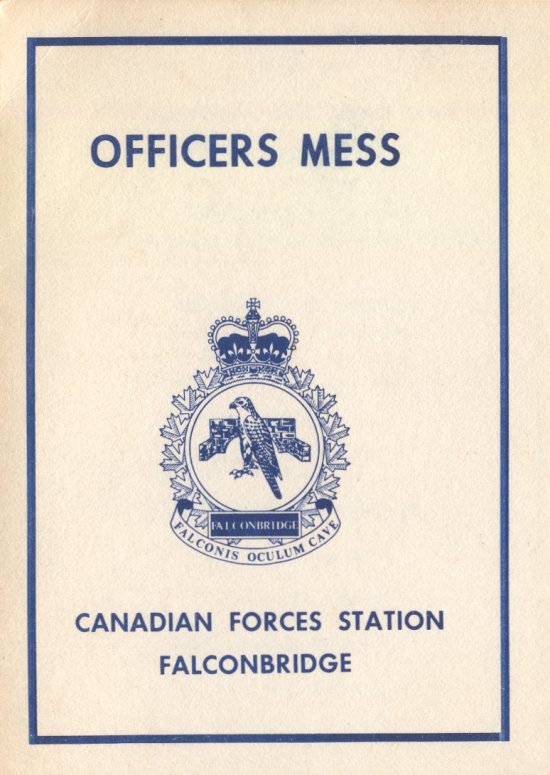 OFFICERS MESS
FALCONBRIDGE
FALCONIS OCULUM CAVE
CANADIAN FORCES STATION
FALCONBRIDGE